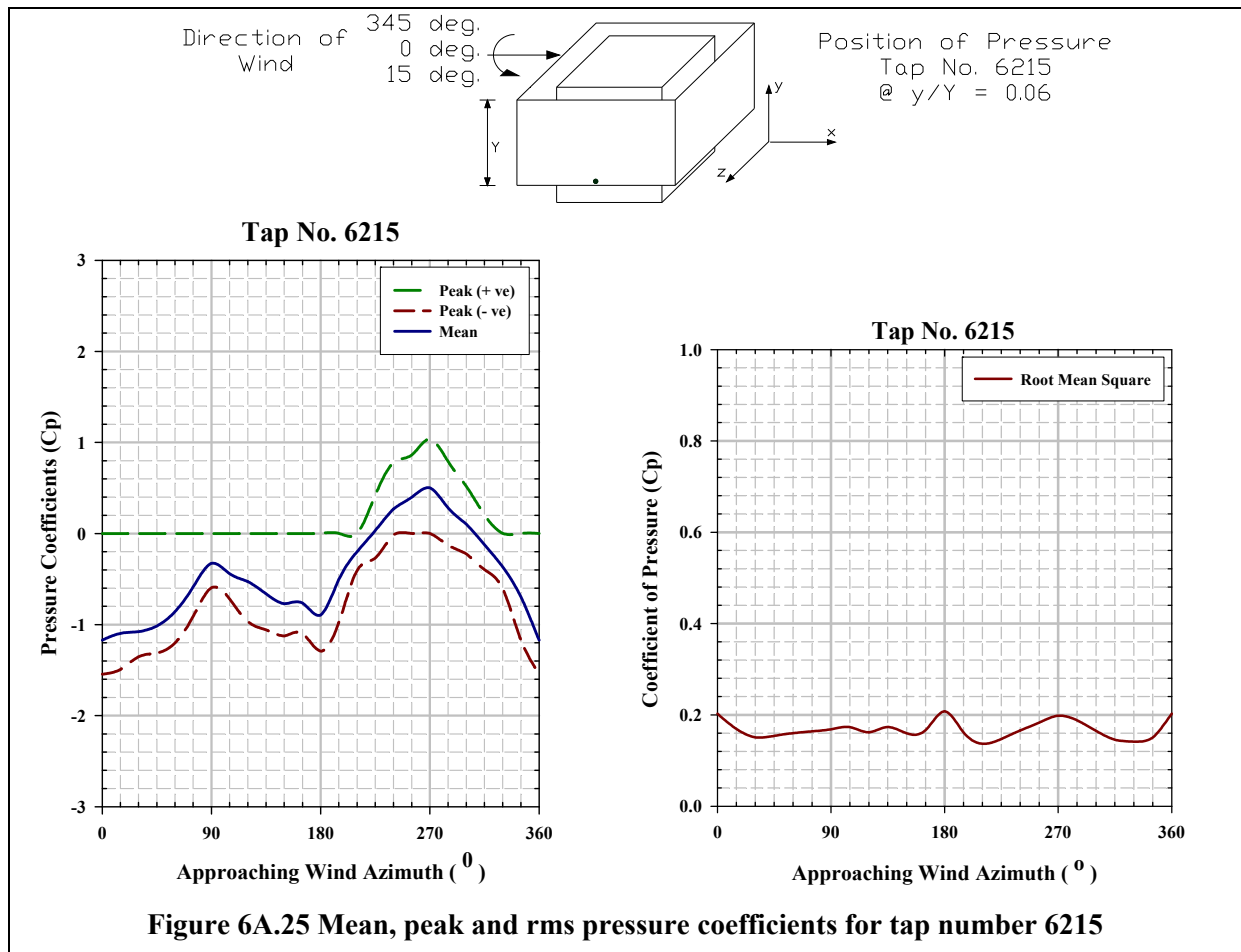 Direction of
Wind
345 deg.
0 deg.
15 deg.
Position of Pressure
Tap No. 6215
@ y/Y = 0.06
Y
y
x
z
Tap No. 6215
Peak (+ ve)
Peak (- ve)
Mean
3
2
1
0
-1
-2
-3
0 90 180 270 360
Pressure Coefficients (Cp)
Approaching Wind Azimuth ( 0 )
Tap No. 6215
Root Mean Square
1.0
0.8
0.6
0.4
0.2
0.0
0 90 180 270 360
Coefficient of Pressure (Cp)
Approaching Wind Azimuth ( o )
Figure 6A.25 Mean, peak and rms pressure coefficients for tap number 6215